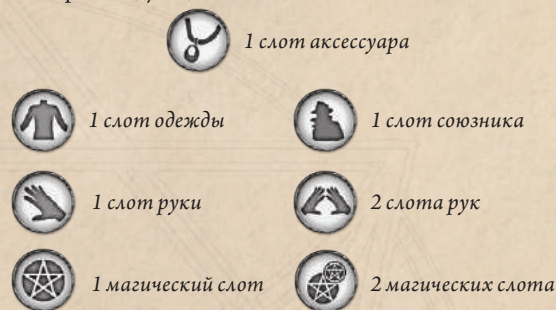 1 слот аксессуара
1 слот одежды
1 слот союзника
1 слот руки
2 слота рук
1 магический слот
2 магических слота